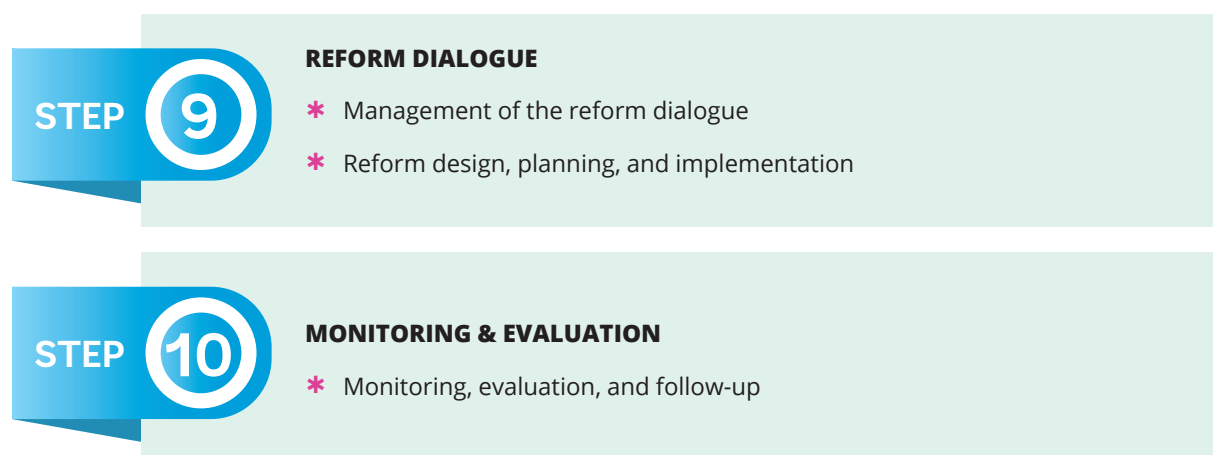 STEP 9
REFORM DIALOGUE
* Management of the reform dialogue
* Reform design, planning, and implementation
STEP 10
MONITORING & EVALUATION
* Monitoring, evaluation, and follow-up